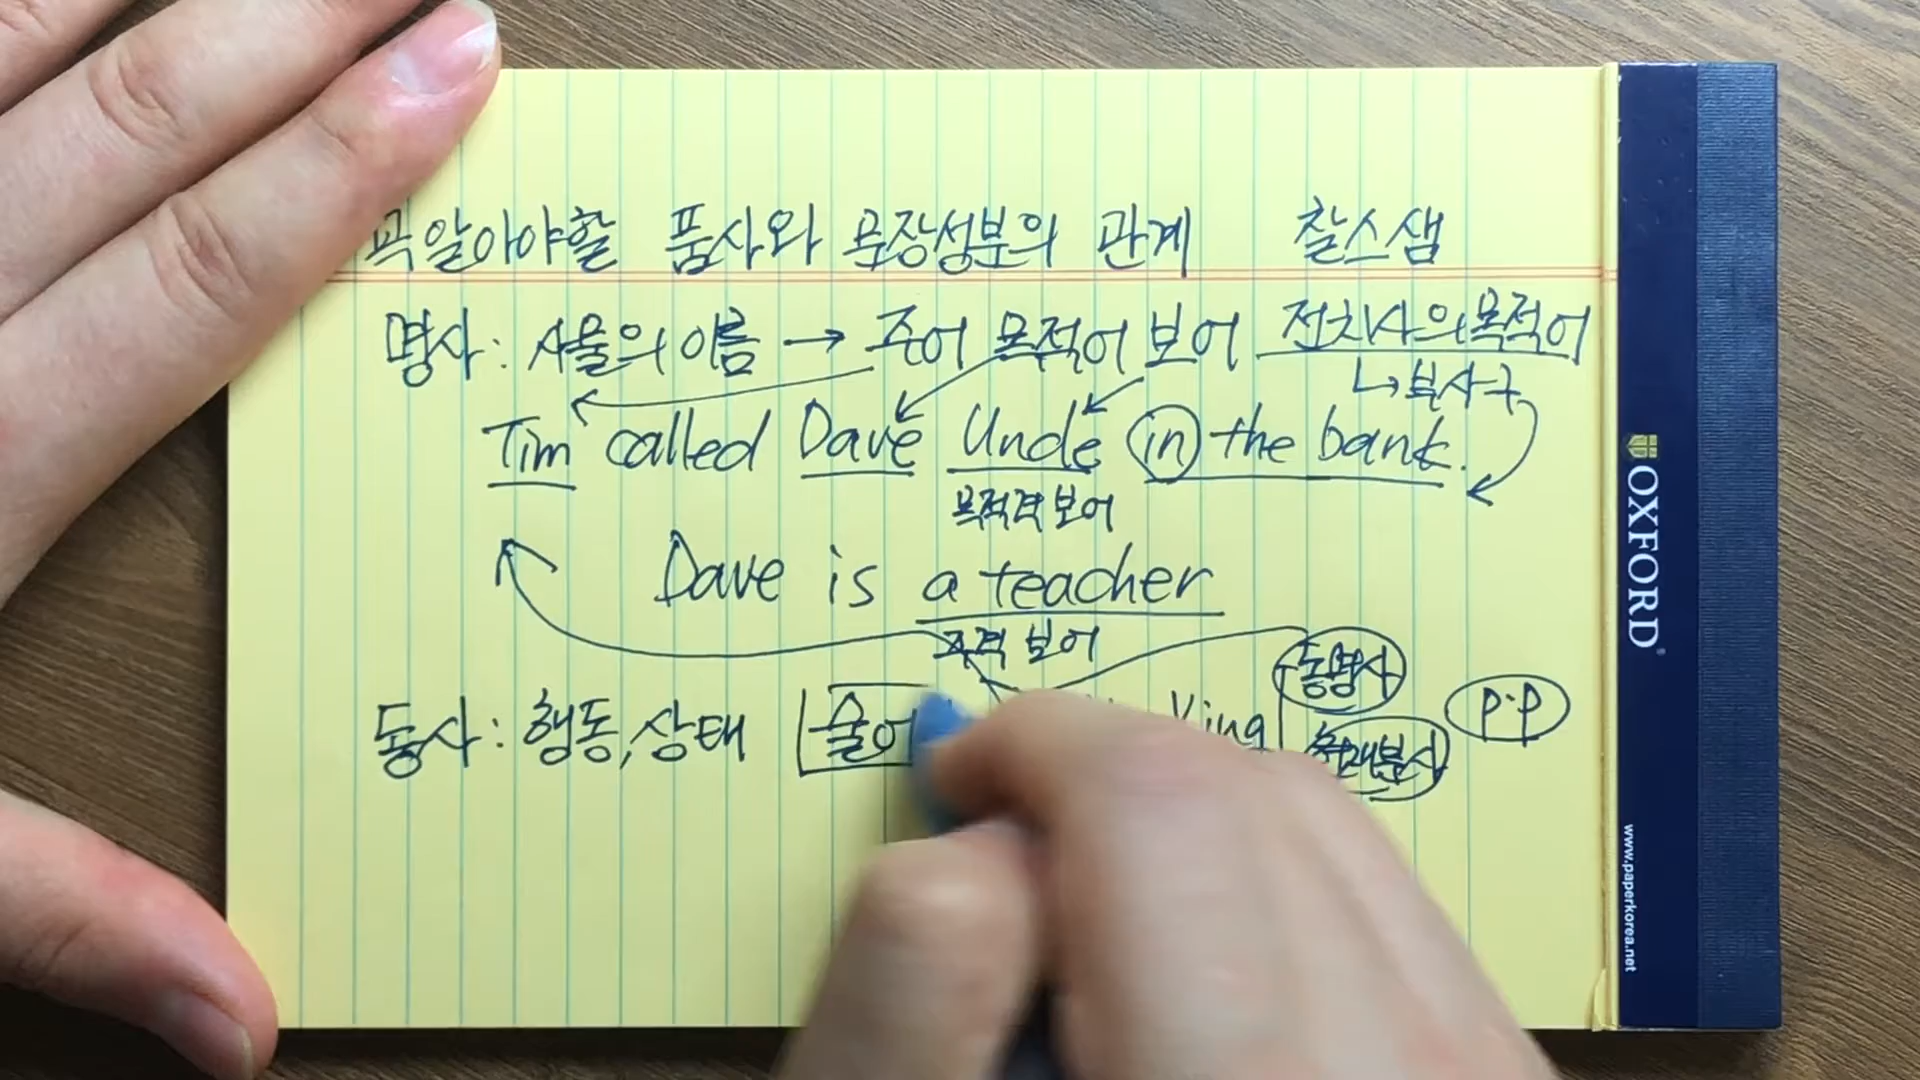 꼭 알아야할 품사와 문장성분의 관계 찰스샘
명사: 사물의 이름 → 주어 목적어 보어 전치사의 목적어
↳ 부사구
Tim called Dave Uncle in the bank.
목적격 보어
Dave is a teacher
주격 보어
동사: 행동, 상태 술어 Ving 동명사 현재분사 P.P
OXFORD
www.paperkorea.net